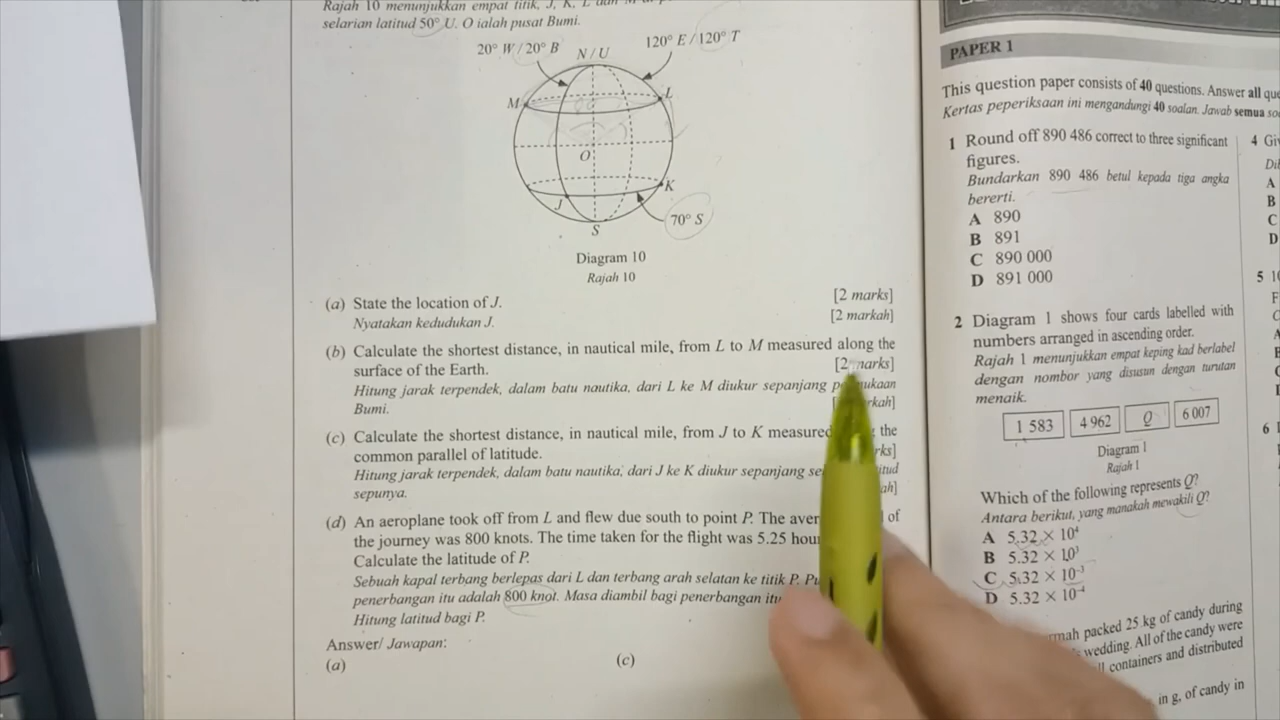 Rajah 10 menunjukkan empat titik, J, K, L dan M di
selarian latitud 50° U. O ialah pusat Bumi.
20° W/20° B
N/U
120° E/120° T
M
L
O
J
K
S
70° S
Diagram 10
Rajah 10
(a) State the location of J. [2 marks]
Nyatakan kedudukan J. [2 markah]
(b) Calculate the shortest distance, in nautical mile, from L to M measured along the
surface of the Earth. [2 marks]
Hitung jarak terpendek, dalam batu nautika, dari L ke M diukur sepanjang
Bumi.
(c) Calculate the shortest distance, in nautical mile, from J to K measured the
common parallel of latitude.
Hitung jarak terpendek, dalam batu nautika, dari J ke K diukur sepanjang
sepunya.
(d) An aeroplane took off from L and flew due south to point P. The of
the journey was 800 knots. The time taken for the flight was 5.25
Calculate the latitude of P.
Sebuah kapal terbang berlepas dari L dan terbang arah selatan ke titik P.
penerbangan itu adalah 800 knot. Masa diambil bagi penerbangan itu
Hitung latitud bagi P.
Answer/ Jawapan:
(a) (c)
PAPER 1
This question paper consists of 40 questions. Answer all
Kertas peperiksaan ini mengandungi 40 soalan. Jawab semua
1 Round off 890 486 correct to three significant
figures.
Bundarkan 890 486 betul kepada tiga angka
bererti.
A 890
B 891
C 890 000
D 891 000
2 Diagram 1 shows four cards labelled with
numbers arranged in ascending order.
Rajah 1 menunjukkan empat keping kad berlabel
dengan nombor yang disusun dengan turutan
menaik.
1 583 4 962 Q 6 007
Diagram 1
Rajah 1
Which of the following represents Q?
Antara berikut, yang manakah mewakili Q?
A 5.32 × 10⁴
B 5.32 × 10³
C 5.32 × 10⁻³
D 5.32 × 10⁻⁴
packed 25 kg of candy during
wedding. All of the candy were
containers and distributed
in g, of candy in
4
A
B
C
D
5
6